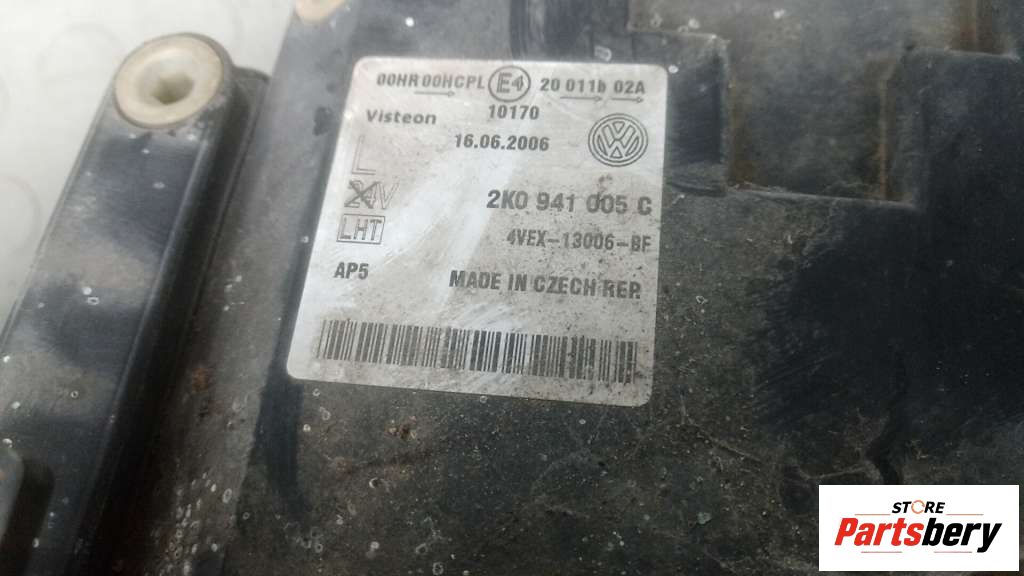 00HR 00HCPL E4 20 011b 02A
Visteon 10170
16.06.2006
L
24V
2K0 941 005 C
LHT
4VEX-13006-BF
AP5
MADE IN CZECH REP.
STORE
Partsbery